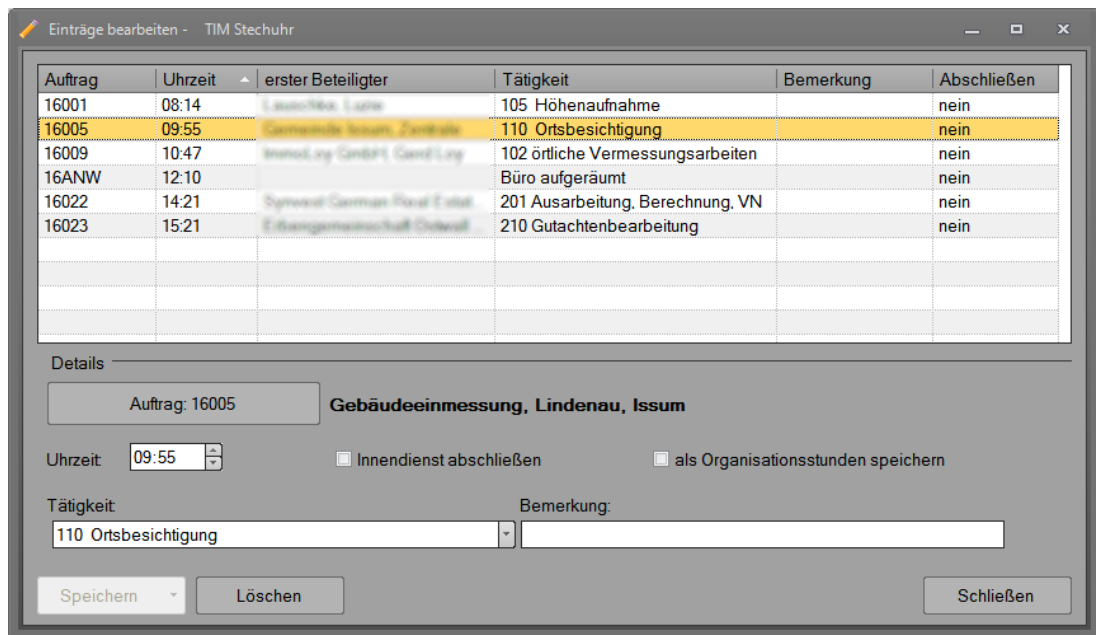 Einträge bearbeiten - TIM Stechuhr
Auftrag Uhrzeit erster Beteiligter Tätigkeit Bemerkung Abschließen
16001 08:14 105 Höhenaufnahme nein
16005 09:55 110 Ortsbesichtigung nein
16009 10:47 102 örtliche Vermessungsarbeiten nein
16ANW 12:10 Büro aufgeräumt nein
16022 14:21 201 Ausarbeitung, Berechnung, VN nein
16023 15:21 210 Gutachtenbearbeitung nein
Details
Auftrag: 16005 Gebäudeeinmessung, Lindenau, Issum
Uhrzeit: 09:55 Innendienst abschließen als Organisationsstunden speichern
Tätigkeit: Bemerkung:
110 Ortsbesichtigung
Speichern Löschen Schließen